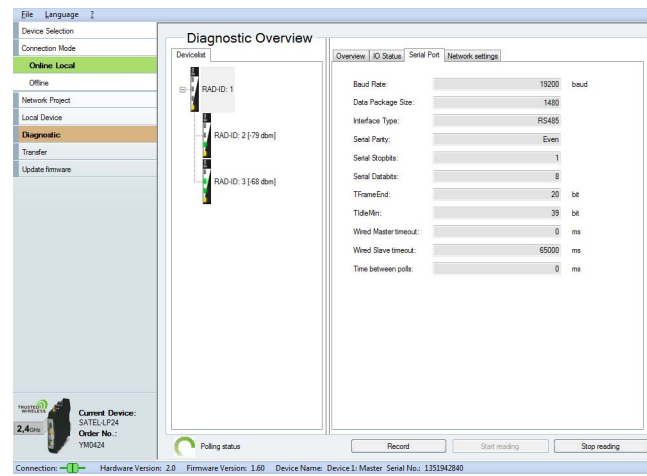 File Language ?
Device Selection
Connection Mode
Online Local
Offline
Network Project
Local Device
Diagnostic
Transfer
Update firmware
Diagnostic Overview
Devicelist
RAD-ID: 1
RAD-ID: 2 [-79 dbm]
RAD-ID: 3 [-68 dbm]
Overview IO Status Serial Port Network settings
Baud Rate: 19200 baud
Data Package Size: 1480
Interface Type: RS485
Serial Parity: Even
Serial Stopbits: 1
Serial Databits: 8
TFrameEnd: 20 bit
TIdleMin: 39 bit
Wired Master timeout: 0 ms
Wired Slave timeout: 65000 ms
Time between polls: 0 ms
TRUSTED
WIRELESS
2,4GHz
Current Device:
SATEL-LP24
Order No.:
YM0424
Polling status
Record Start reading Stop reading
Connection: Hardware Version: 2.0 Firmware Version: 1.60 Device Name: Device 1: Master Serial No.: 1351942840